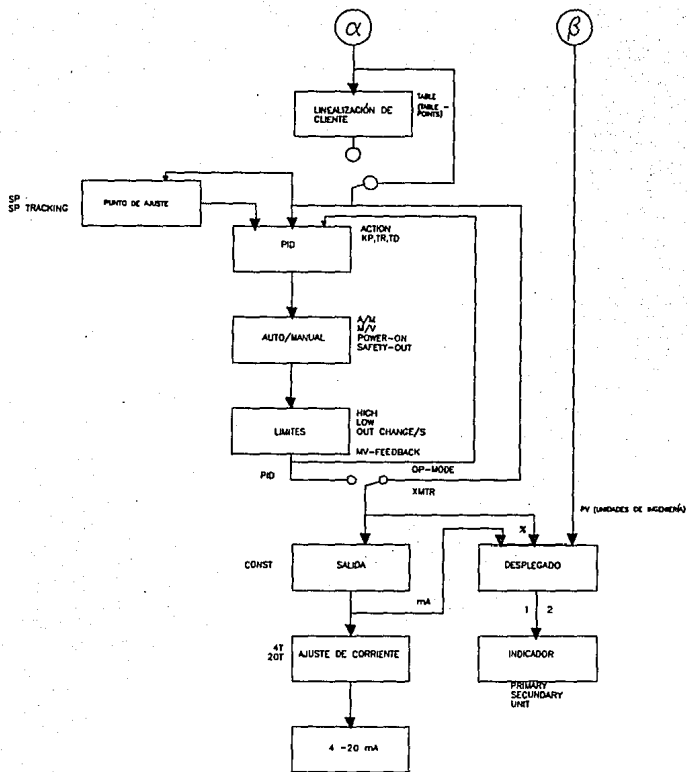 α
β
LINEALIZACIÓN DE
CLIENTE
TABLE
(TABLE -
POINTS)
SP
SP TRACKING
PUNTO DE AJUSTE
PID
ACTION
KP,TR,TD
AUTO/MANUAL
A/M
M/V
POWER-ON
SAFETY-OUT
LIMITES
HIGH
LOW
OUT CHANGE/S
MV-FEEDBACK
PID
OP-MODE
XMTR
PV (UNIDADES DE INGENIERÍA)
%
CONST
SALIDA
DESPLEGADO
mA
1 2
4T
20T
AJUSTE DE CORRIENTE
INDICADOR
PRIMARY
SECUNDARY
UNIT
4 -20 mA